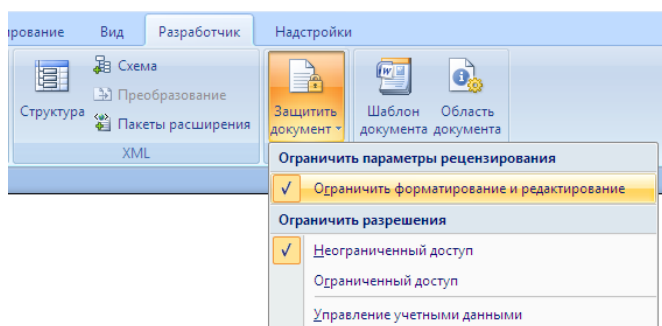 рование Вид Разработчик Надстройки
Структура
Схема
Преобразование
Пакеты расширения
XML
Защитить
документ
Шаблон
документа
Область
документа
Ограничить параметры рецензирования
Ограничить форматирование и редактирование
Ограничить разрешения
Неограниченный доступ
Ограниченный доступ
Управление учетными данными